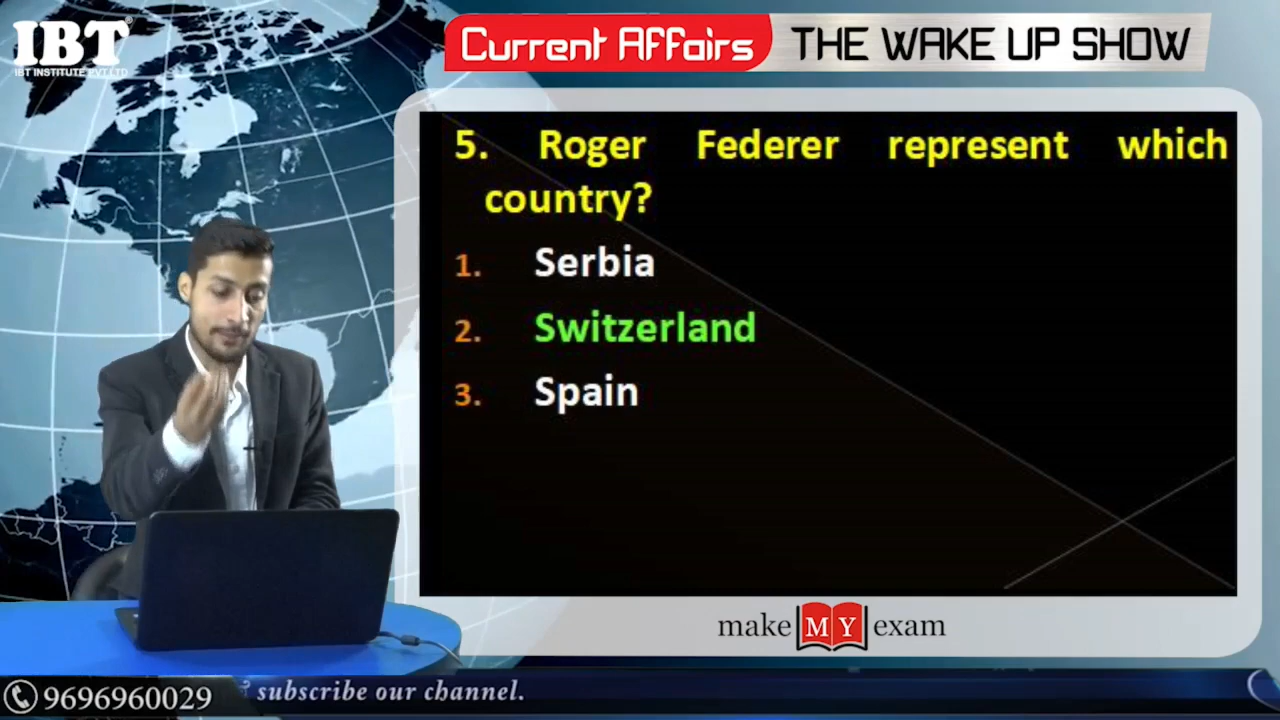 IBT®
IBT INSTITUTE PVT.LTD
Current Affairs THE WAKE UP SHOW
5. Roger Federer represent which
country?
1. Serbia
2. Switzerland
3. Spain
make MY exam
9696960029 subscribe our channel.